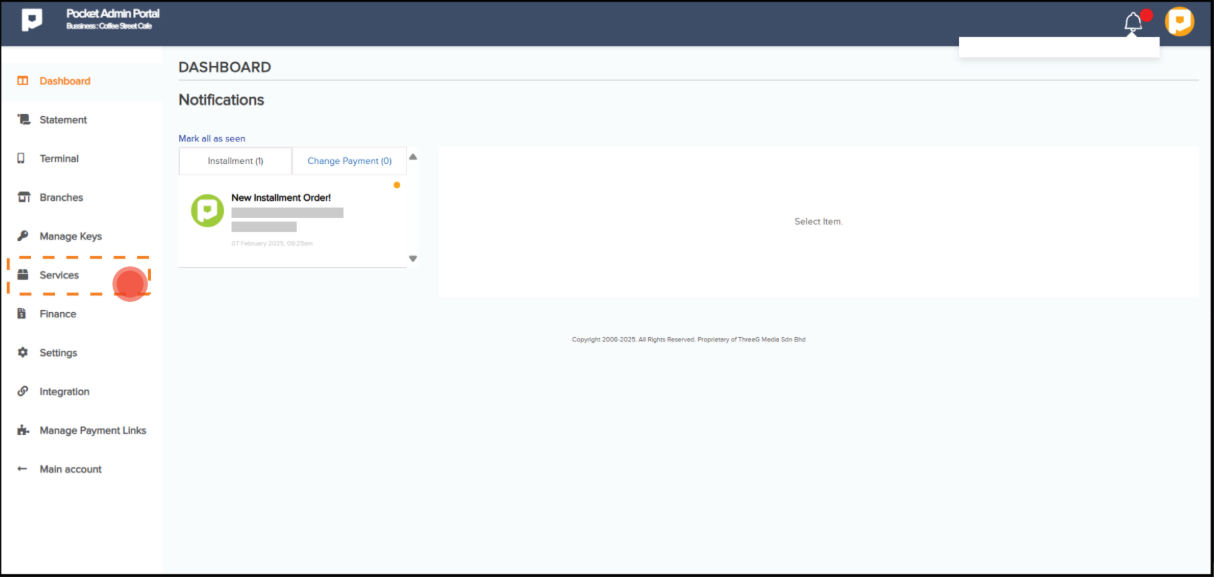 Pocket Admin Portal
Bussiness : Coffee Street Cafe
Dashboard
Statement
Terminal
Branches
Manage Keys
Services
Finance
Settings
Integration
Manage Payment Links
Main account
DASHBOARD
Notifications
Mark all as seen
Installment (1)
Change Payment (0)
New Installment Order!
07 February 2025, 09:25am
Select Item.
Copyright 2008-2025. All Rights Reserved. Proprietary of ThreeG Media Sdn Bhd